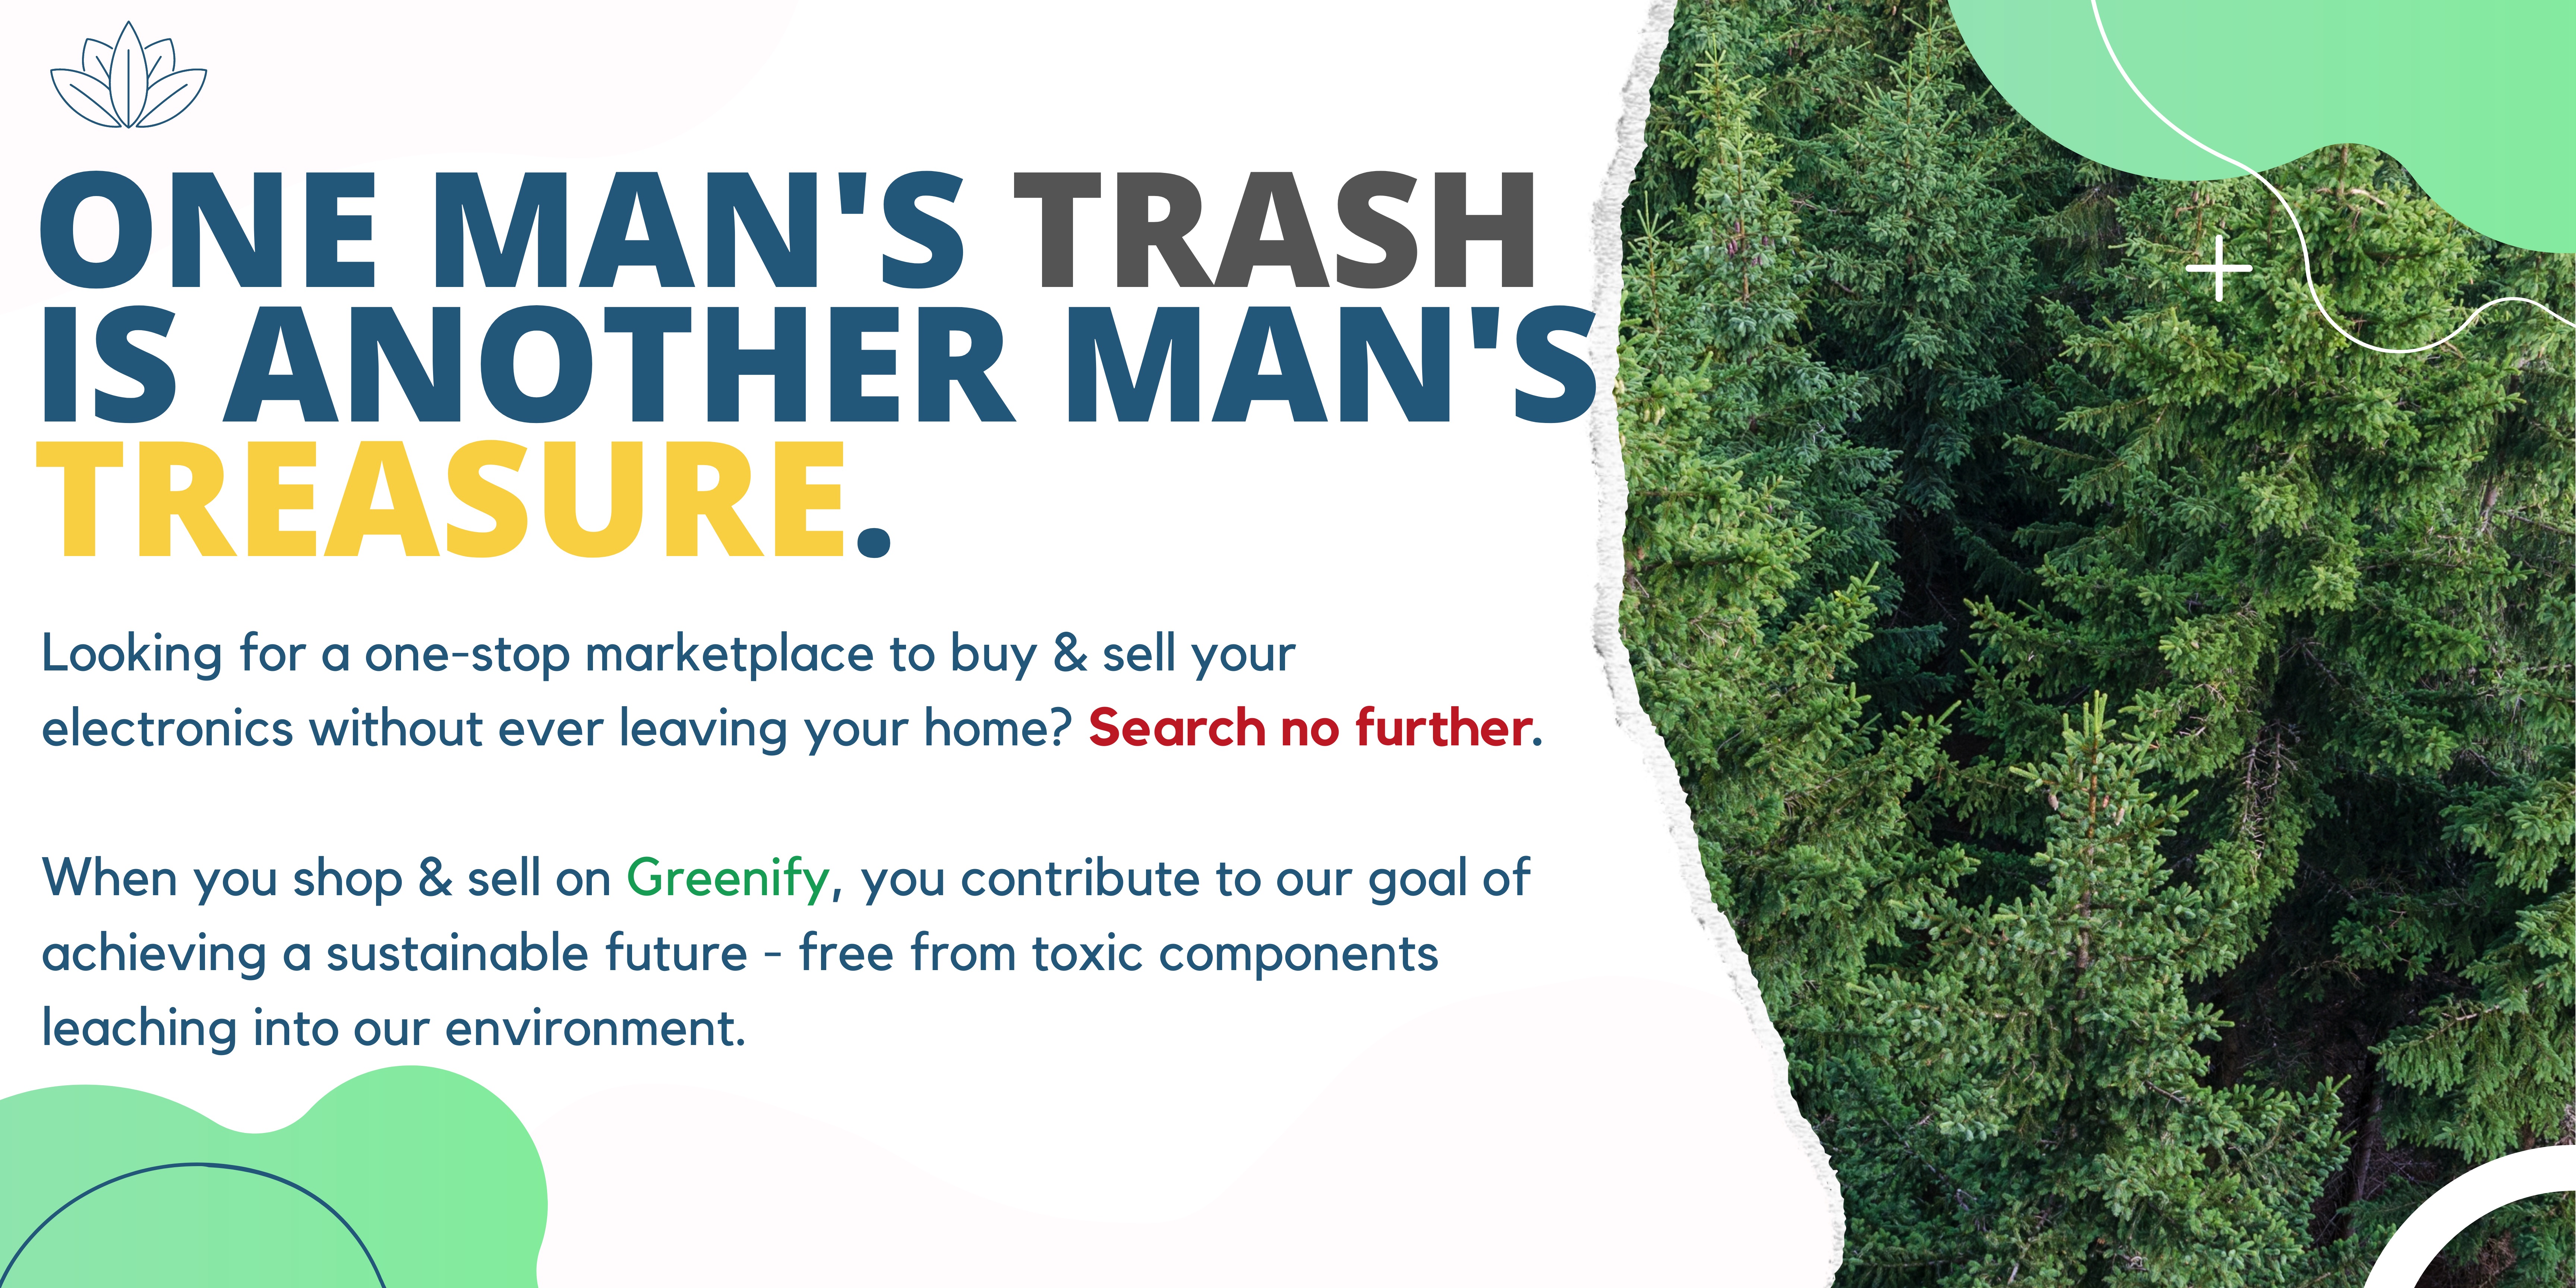 ONE MAN'S TRASH
IS ANOTHER MAN'S
TREASURE.
Looking for a one-stop marketplace to buy & sell your
electronics without ever leaving your home? Search no further.
When you shop & sell on Greenify, you contribute to our goal of
achieving a sustainable future - free from toxic components
leaching into our environment.